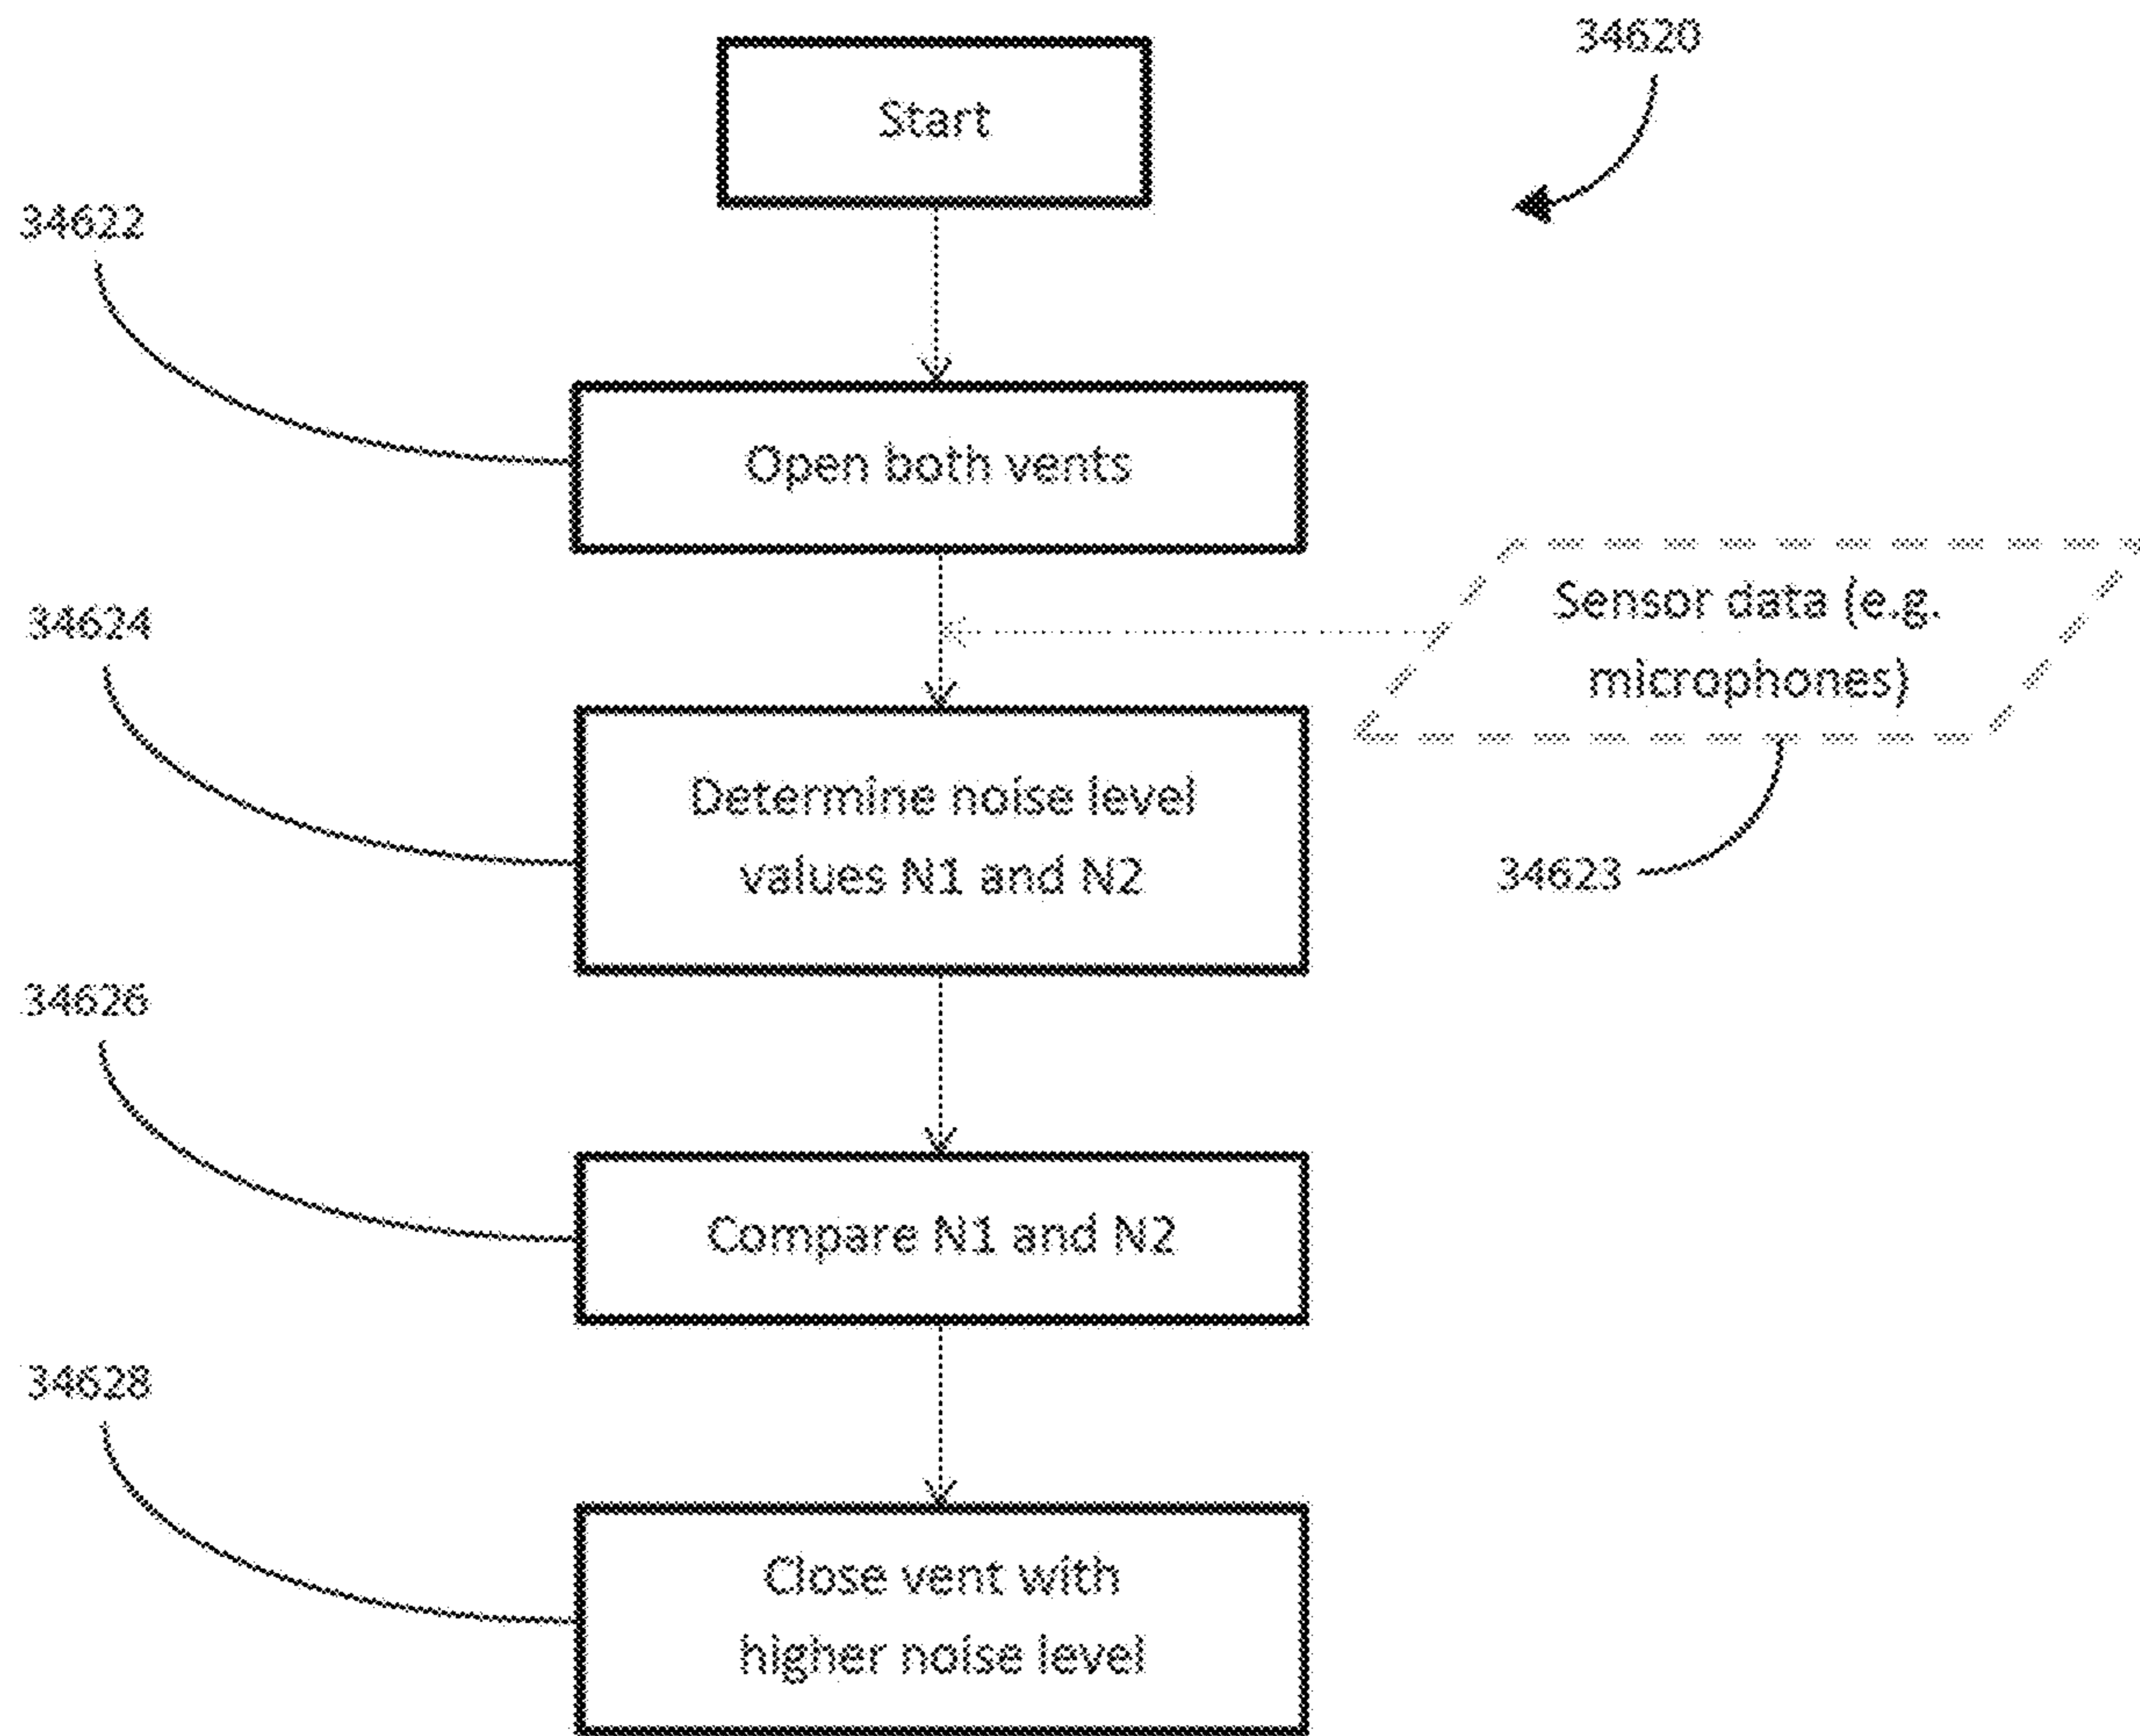 34620
Start
34622
Open both vents
Sensor data (e.g.
microphones)
34624
Determine noise level
values N1 and N2
34623
34626
Compare N1 and N2
34628
Close vent with
higher noise level